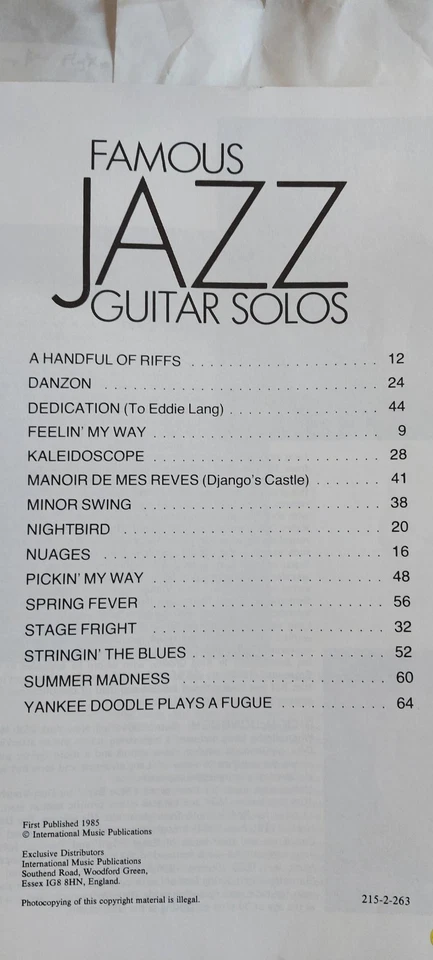 FAMOUS
JAZZ
GUITAR SOLOS
A HANDFUL OF RIFFS . . . . . . . . . . . . . . . . . . . . 12
DANZON . . . . . . . . . . . . . . . . . . . . . . . . . . . . . 24
DEDICATION (To Eddie Lang) . . . . . . . . . . . . . . . . 44
FEELIN' MY WAY . . . . . . . . . . . . . . . . . . . . . . . . 9
KALEIDOSCOPE . . . . . . . . . . . . . . . . . . . . . . . . 28
MANOIR DE MES REVES (Django's Castle) . . . . . . . 41
MINOR SWING . . . . . . . . . . . . . . . . . . . . . . . . . 38
NIGHTBIRD . . . . . . . . . . . . . . . . . . . . . . . . . . . 20
NUAGES . . . . . . . . . . . . . . . . . . . . . . . . . . . . . 16
PICKIN' MY WAY . . . . . . . . . . . . . . . . . . . . . . . . 48
SPRING FEVER . . . . . . . . . . . . . . . . . . . . . . . . 56
STAGE FRIGHT . . . . . . . . . . . . . . . . . . . . . . . . 32
STRINGIN' THE BLUES . . . . . . . . . . . . . . . . . . . . 52
SUMMER MADNESS . . . . . . . . . . . . . . . . . . . . . 60
YANKEE DOODLE PLAYS A FUGUE . . . . . . . . . . . 64
First Published 1985
© International Music Publications
Exclusive Distributors
International Music Publications
Southend Road, Woodford Green,
Essex IG8 8HN, England.
Photocopying of this copyright material is illegal.
215-2-263